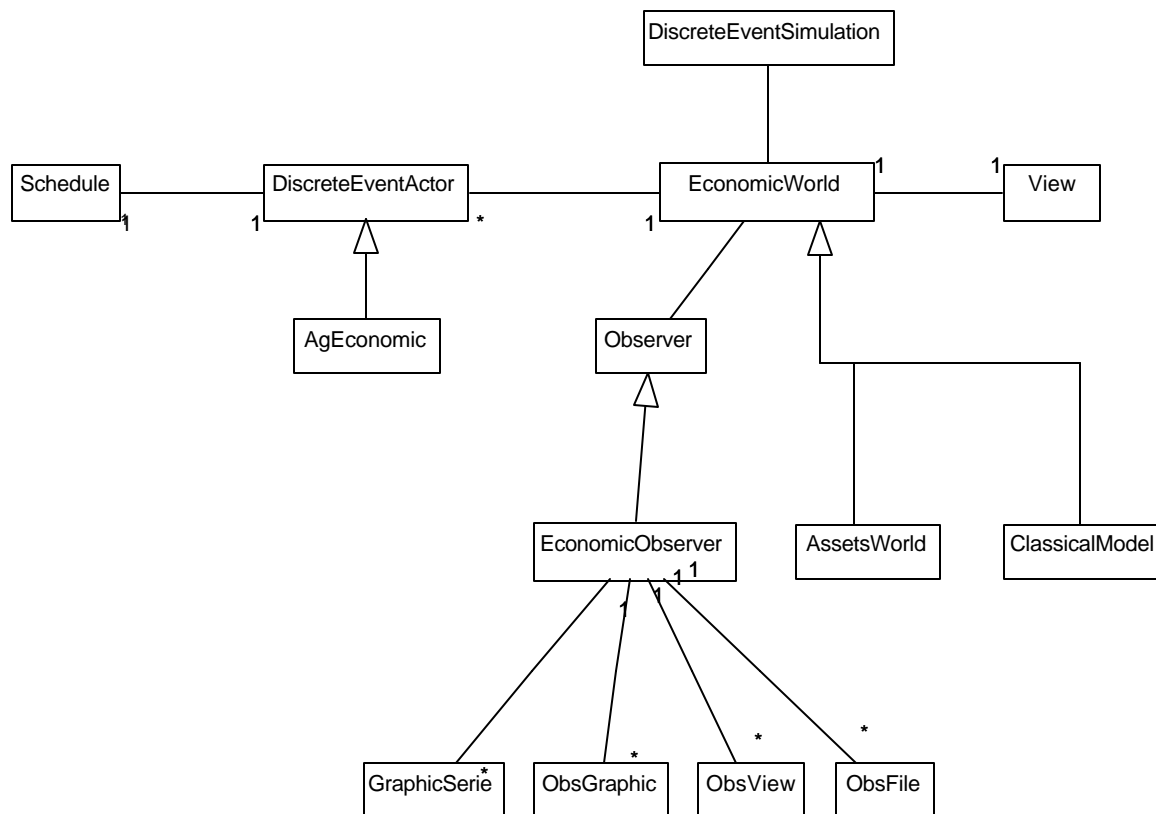 DiscreteEventSimulation
Schedule
DiscreteEventActor
EconomicWorld
1
1
View
1
1
*
1
AgEconomic
Observer
EconomicObserver
1
1
1
1
AssetsWorld
ClassicalModel
*
*
*
*
GraphicSerie
ObsGraphic
ObsView
ObsFile